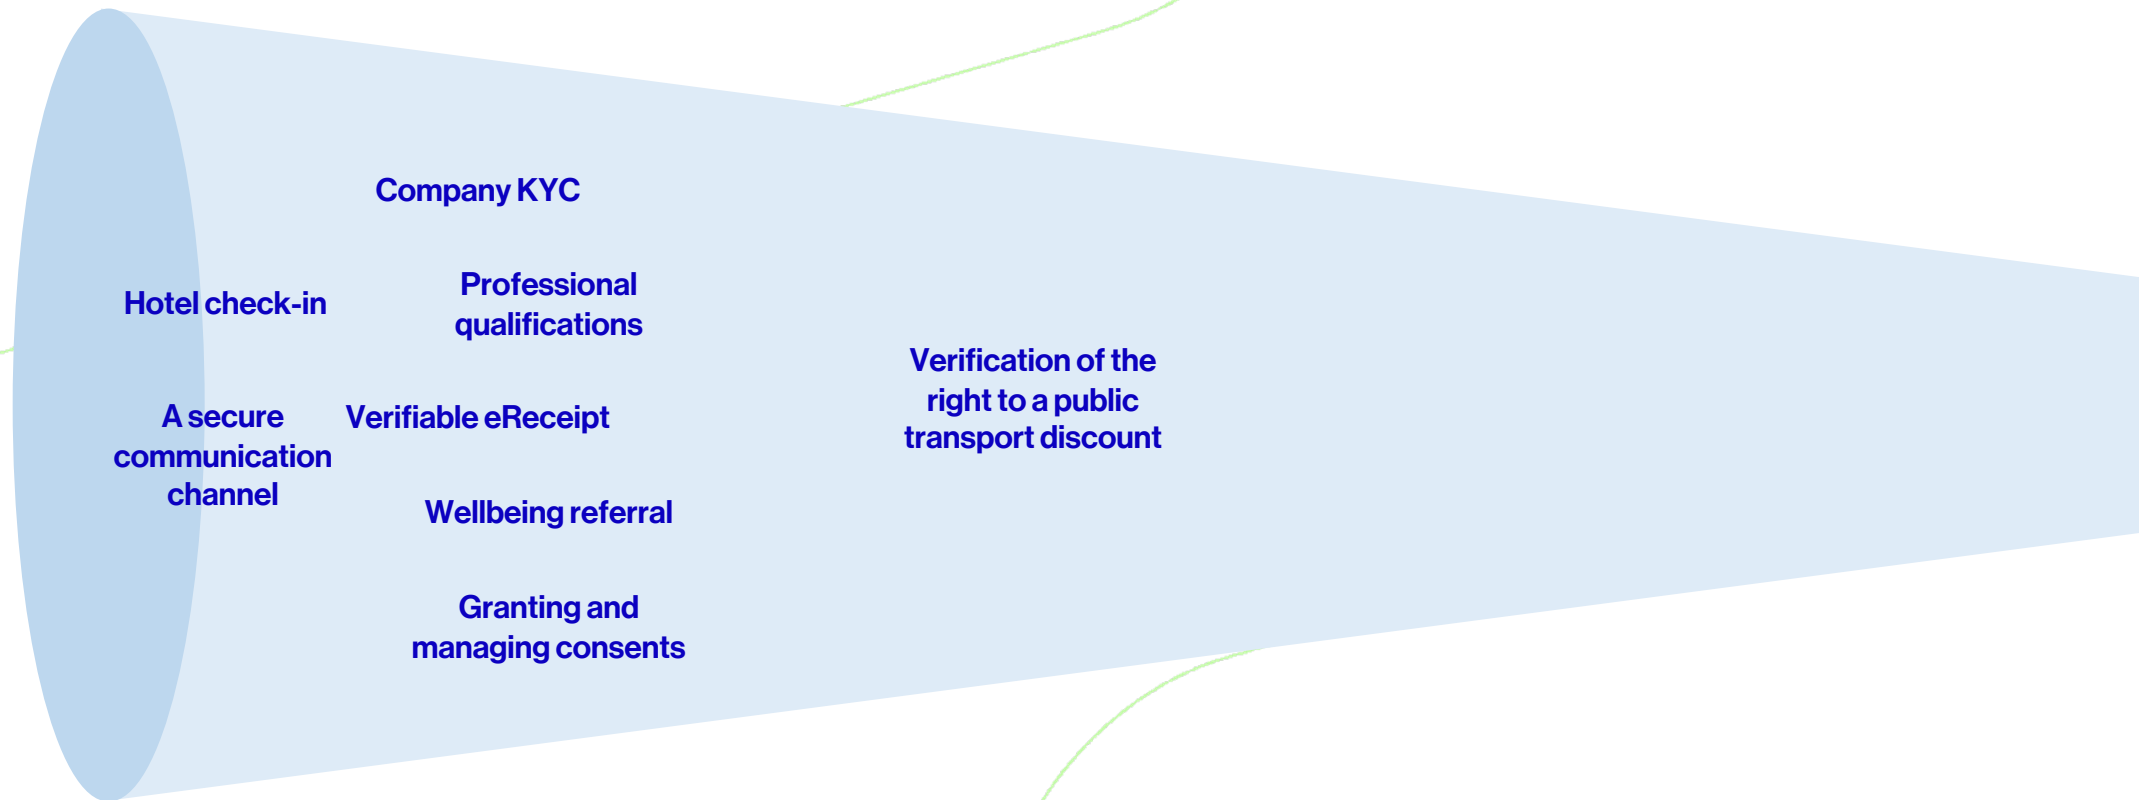 Company KYC
Professional
qualifications
Hotel check-in
Verification of the
right to a public
transport discount
A secure
communication
channel
Verifiable eReceipt
Wellbeing referral
Granting and
managing consents